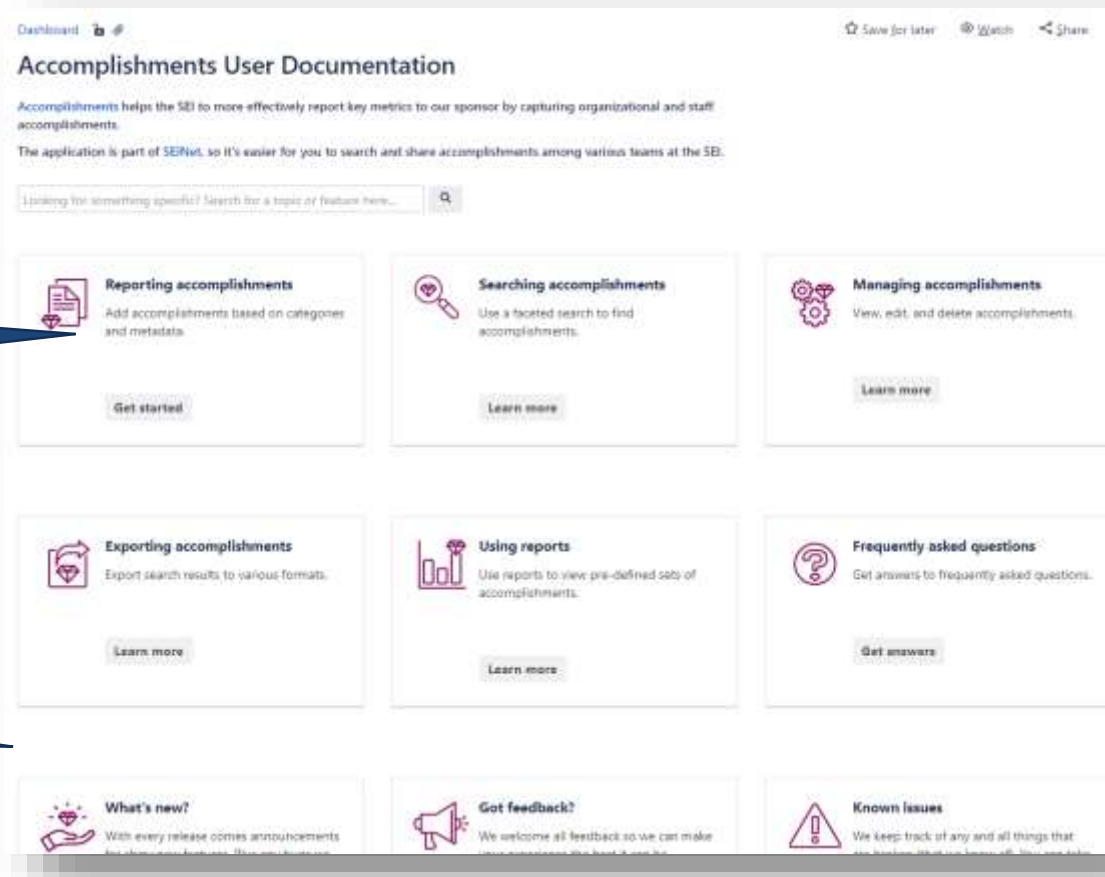 Dashboard
Save for later Watch Share
Accomplishments User Documentation
Accomplishments helps the SEI to more effectively report key metrics to our sponsor by capturing organizational and staff
accomplishments.
The application is part of SEINet, so it's easier for you to search and share accomplishments among various teams at the SEI.
Looking for something specific? Search for a topic or feature here...
Reporting accomplishments
Add accomplishments based on categories
and metadata.
Get started
Searching accomplishments
Use a faceted search to find
accomplishments.
Learn more
Managing accomplishments
View, edit, and delete accomplishments.
Learn more
Exporting accomplishments
Export search results to various formats.
Learn more
Using reports
Use reports to view pre-defined sets of
accomplishments.
Learn more
Frequently asked questions
Get answers to frequently asked questions.
Get answers
What's new?
With every release comes announcements
Got feedback?
We welcome all feedback so we can make
Known issues
We keep track of any and all things that